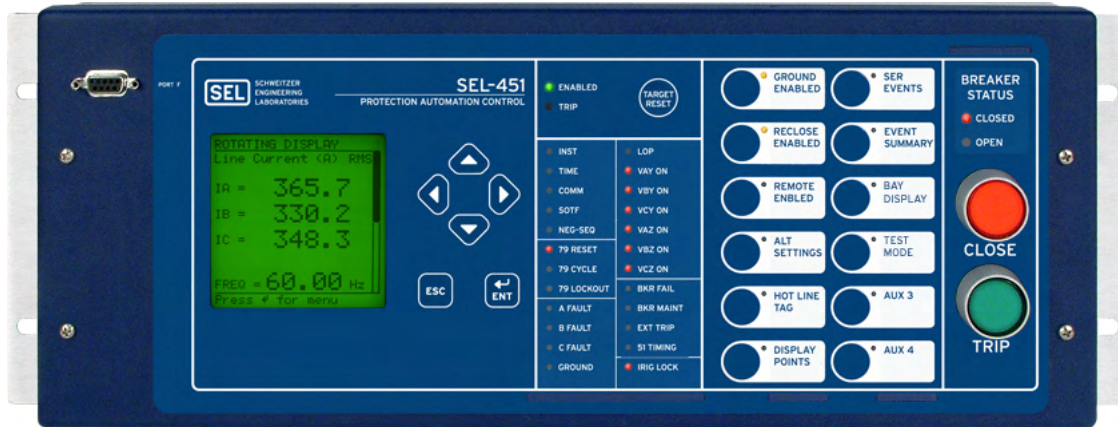 PORT F
SEL
SCHWEITZER
ENGINEERING
LABORATORIES
SEL-451
PROTECTION AUTOMATION CONTROL
ROTATING DISPLAY
Line Current (A) RMS
IA = 365.7
IB = 330.2
IC = 348.3
FREQ = 60.00 Hz
Press for menu
ESC
ENT
ENABLED
TRIP
TARGET
RESET
INST
TIME
COMM
SOTF
NEG-SEQ
79 RESET
79 CYCLE
79 LOCKOUT
A FAULT
B FAULT
C FAULT
GROUND
LOP
VAY ON
VBY ON
VCY ON
VAZ ON
VBZ ON
VCZ ON
BKR FAIL
BKR MAINT
EXT TRIP
51 TIMING
IRIG LOCK
GROUND
ENABLED
RECLOSE
ENABLED
REMOTE
ENBLED
ALT
SETTINGS
HOT LINE
TAG
DISPLAY
POINTS
SER
EVENTS
EVENT
SUMMARY
BAY
DISPLAY
TEST
MODE
AUX 3
AUX 4
BREAKER
STATUS
CLOSED
OPEN
CLOSE
TRIP